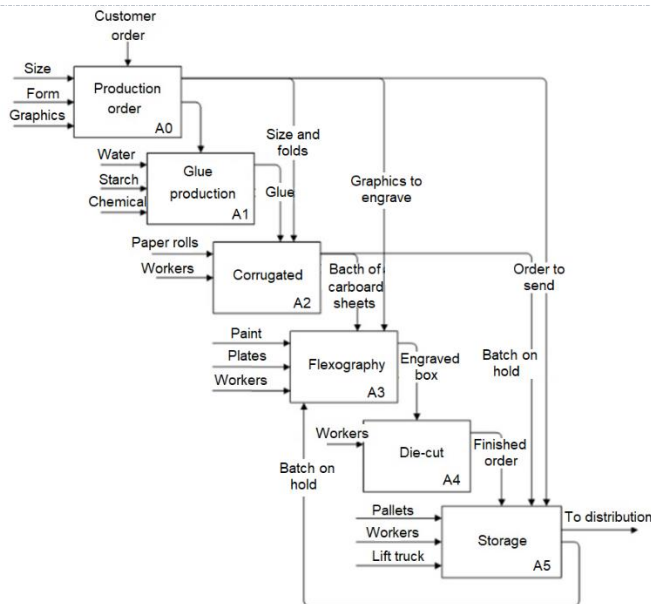 Customer
order
Size
Form
Graphics
Production
order
A0
Water
Starch
Chemical
Glue
production
A1
Size and
folds
Glue
Graphics to
engrave
Paper rolls
Workers
Corrugated
A2
Bacth of
carboard
sheets
Order to
send
Paint
Plates
Workers
Flexography
A3
Engraved
box
Batch on
hold
Workers
Die-cut
A4
Finished
order
Batch on
hold
Pallets
Workers
Lift truck
Storage
A5
To distribution